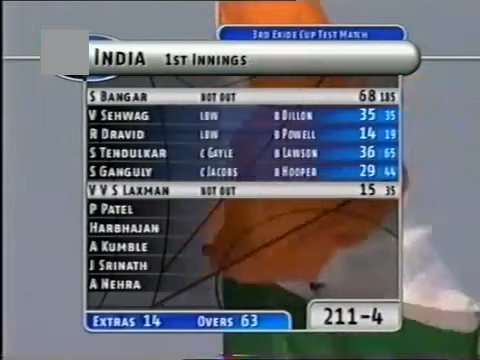 3RD EXIDE CUP TEST MATCH
INDIA 1ST INNINGS
S BANGAR NOT OUT 68 185
V SEHWAG LBW B DILLON 35 35
R DRAVID LBW B POWELL 14 19
S TENDULKAR C GAYLE B LAWSON 36 65
S GANGULY C JACOBS B HOOPER 29 44
V V S LAXMAN NOT OUT 15 35
P PATEL
HARBHAJAN
A KUMBLE
J SRINATH
A NEHRA
EXTRAS 14 OVERS 63 211-4